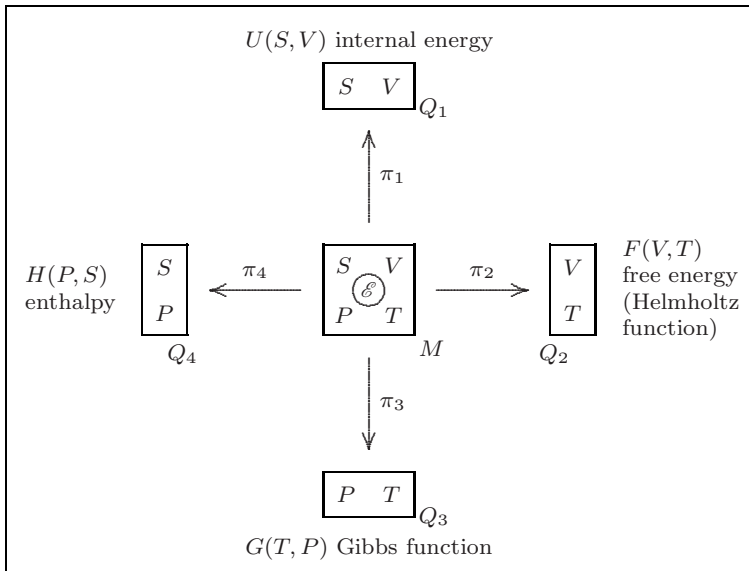 U(S,V) internal energy
S V
Q₁
π₁
H(P,S)
enthalpy
S
P
Q₄
π₄
S V
ℰ
P T
M
π₂
V
T
Q₂
F(V,T)
free energy
(Helmholtz
function)
π₃
P T
Q₃
G(T,P) Gibbs function